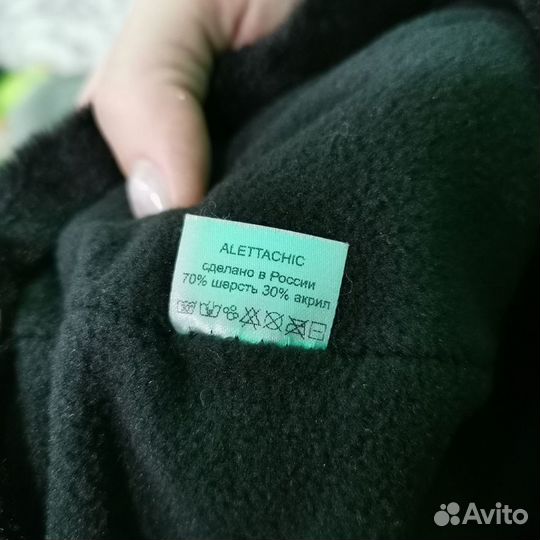 ALETTACHIC
сделано в России
70% шерсть 30% акрил
Avito